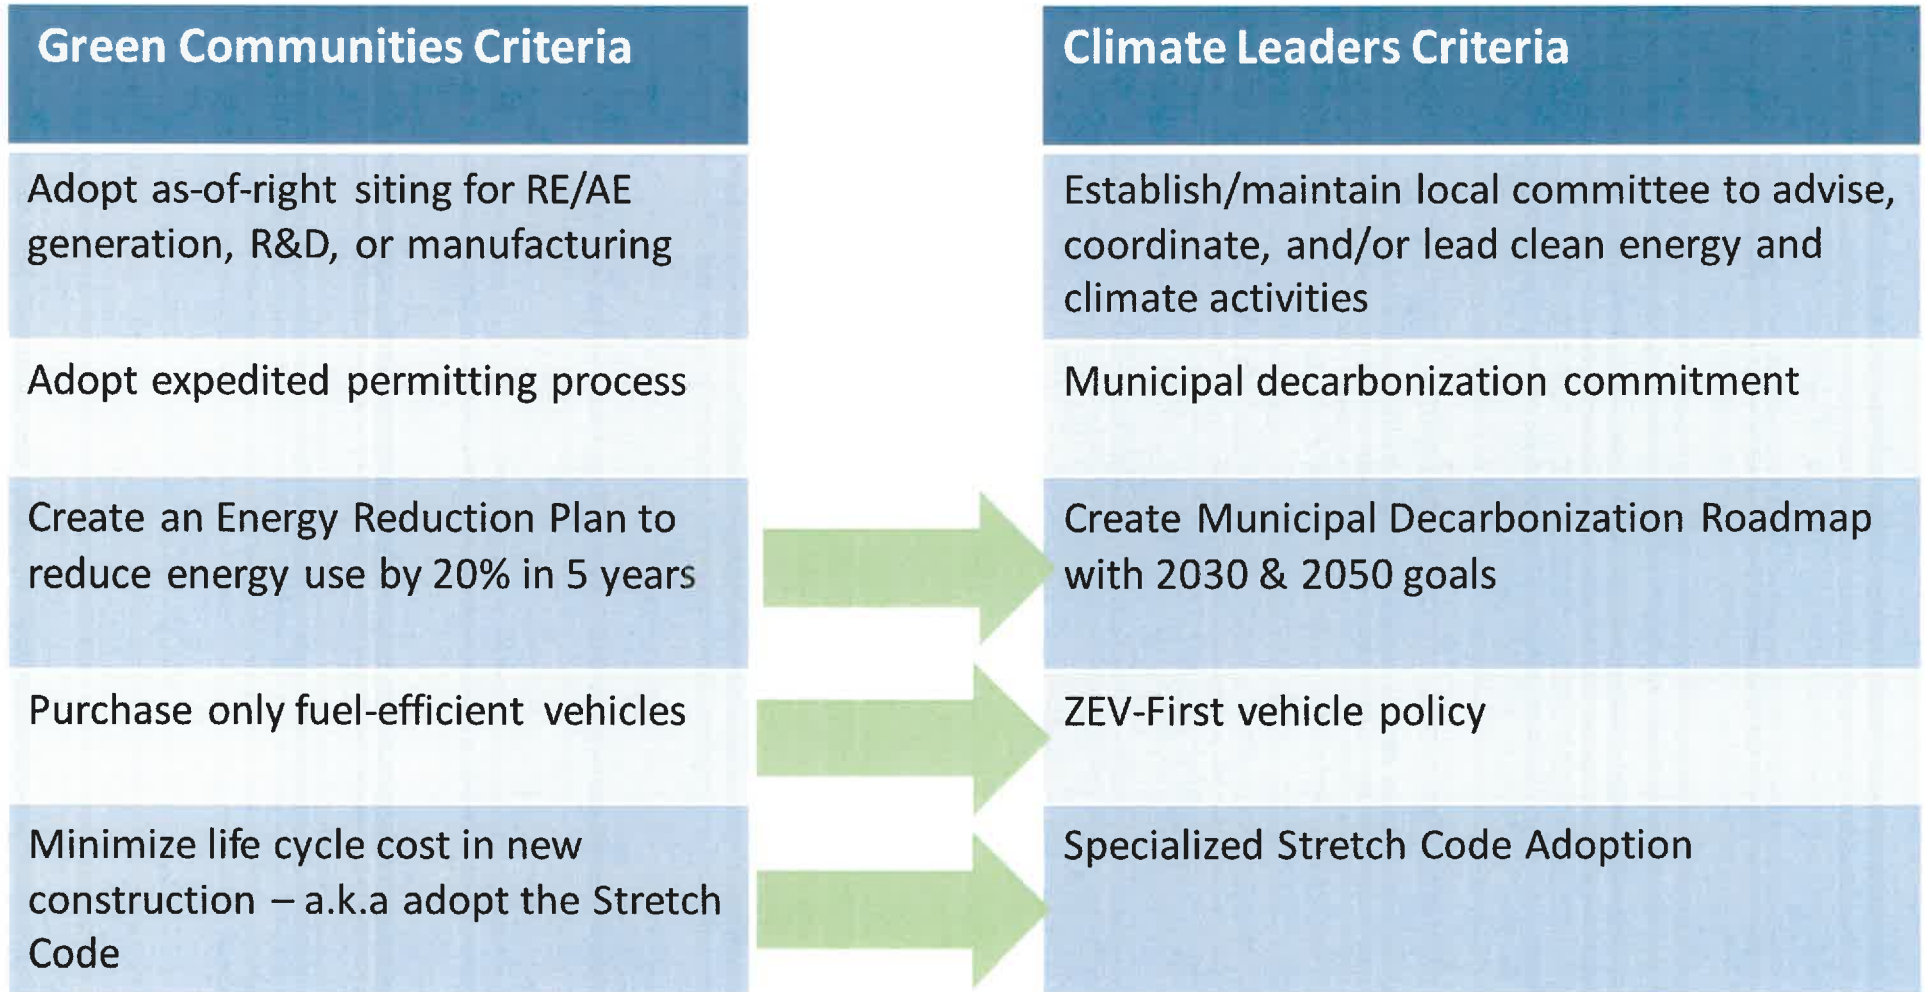 Green Communities Criteria
Climate Leaders Criteria
Adopt as-of-right siting for RE/AE
generation, R&D, or manufacturing
Establish/maintain local committee to advise,
coordinate, and/or lead clean energy and
climate activities
Adopt expedited permitting process
Municipal decarbonization commitment
Create an Energy Reduction Plan to
reduce energy use by 20% in 5 years
Create Municipal Decarbonization Roadmap
with 2030 & 2050 goals
Purchase only fuel-efficient vehicles
ZEV-First vehicle policy
Minimize life cycle cost in new
construction – a.k.a adopt the Stretch
Code
Specialized Stretch Code Adoption